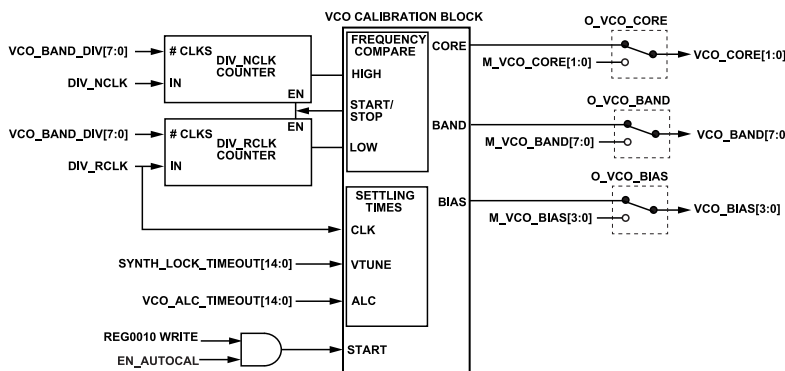 VCO CALIBRATION BLOCK
O_VCO_CORE
VCO_BAND_DIV[7:0]
# CLKS
DIV_NCLK
COUNTER
DIV_NCLK
IN
EN
FREQUENCY
COMPARE
HIGH
START/
STOP
LOW
CORE
M_VCO_CORE[1:0]
VCO_CORE[1:0]
O_VCO_BAND
VCO_BAND_DIV[7:0]
# CLKS
EN
DIV_RCLK
COUNTER
DIV_RCLK
IN
BAND
M_VCO_BAND[7:0]
VCO_BAND[7:0
O_VCO_BIAS
SETTLING
TIMES
BIAS
M_VCO_BIAS[3:0]
VCO_BIAS[3:0]
CLK
SYNTH_LOCK_TIMEOUT[14:0]
VTUNE
VCO_ALC_TIMEOUT[14:0]
ALC
REG0010 WRITE
EN_AUTOCAL
START